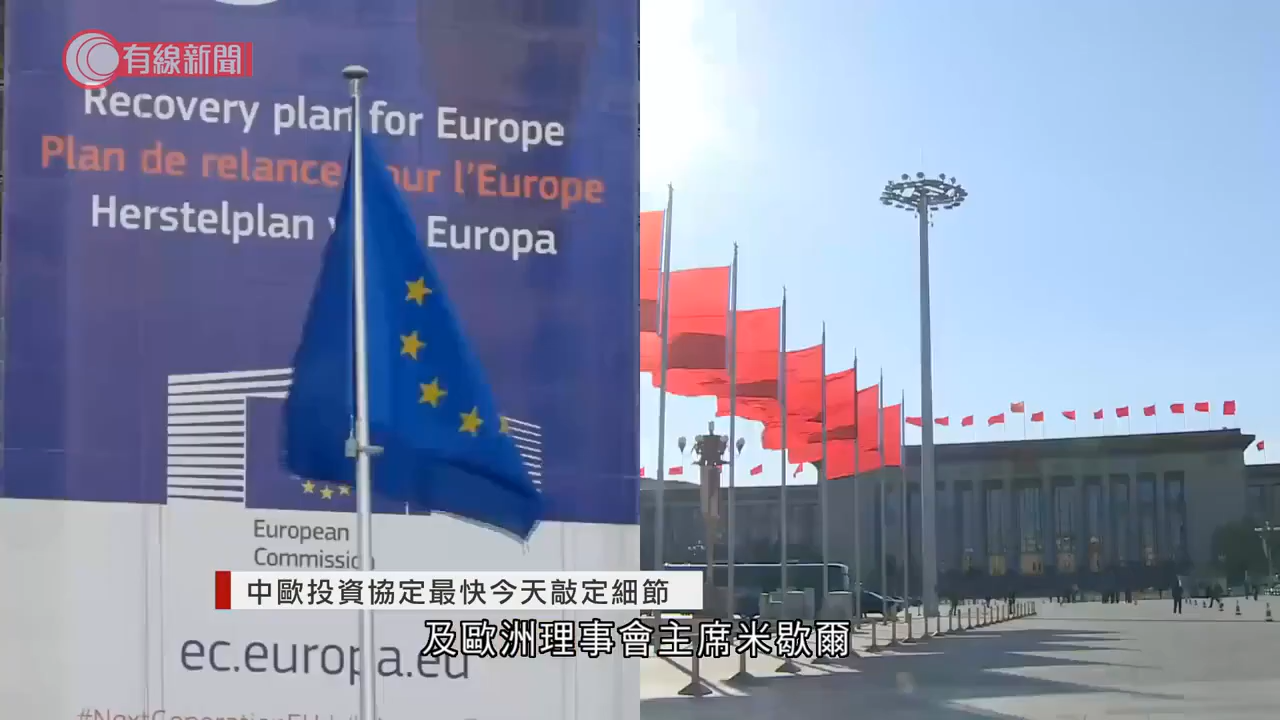 有線新聞
Recovery plan for Europe
Plan de relance our l'Europe
Herstelplan Europa
European
Commission
中歐投資協定最快今天敲定細節
及歐洲理事會主席米歇爾
ec.europa.eu
#NextGenerationEU